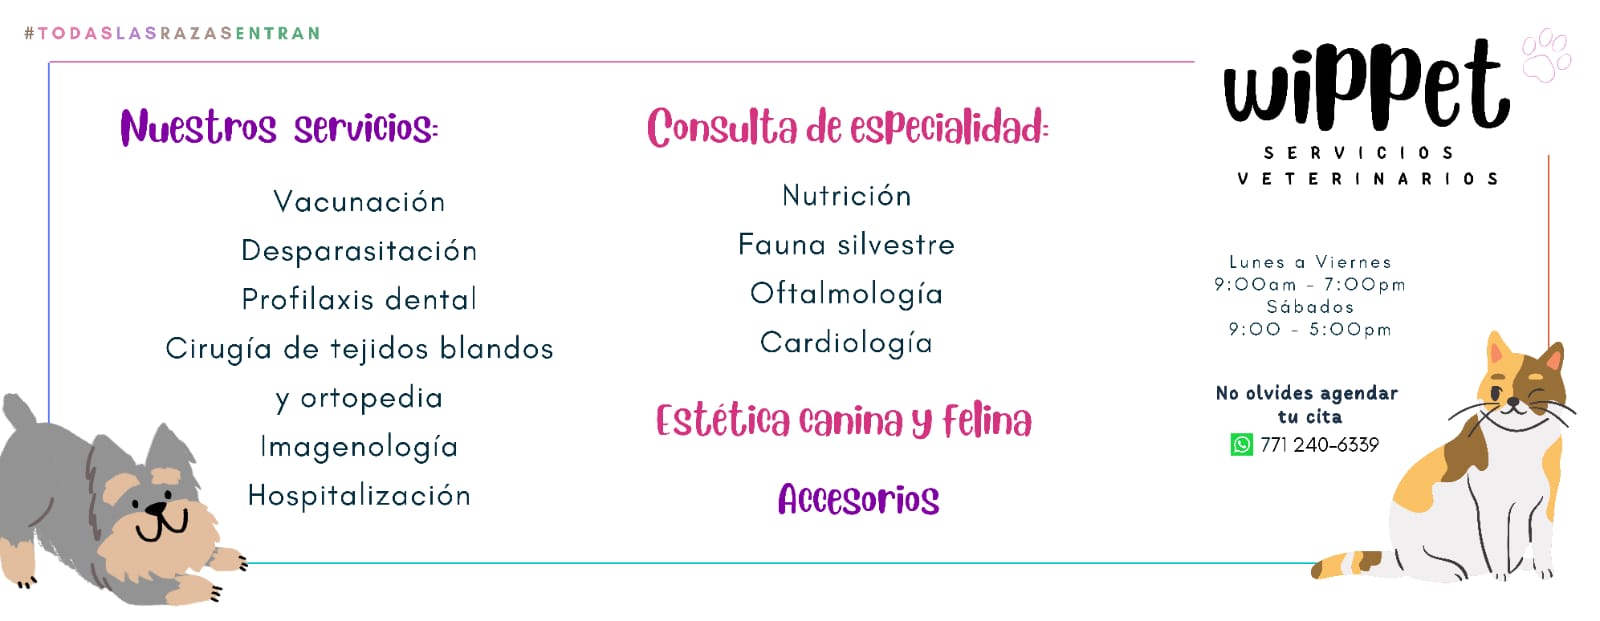 #TODASLASRAZASENTRAN
Nuestros servicios:
Vacunación
Desparasitación
Profilaxis dental
Cirugía de tejidos blandos
y ortopedia
Imagenología
Hospitalización
Consulta de especialidad:
Nutrición
Fauna silvestre
Oftalmología
Cardiología
Estética canina y felina
Accesorios
wippet
SERVICIOS
VETERINARIOS
Lunes a Viernes
9:00am - 7:00pm
Sábados
9:00 - 5:00pm
No olvides agendar
tu cita
771 240-6339